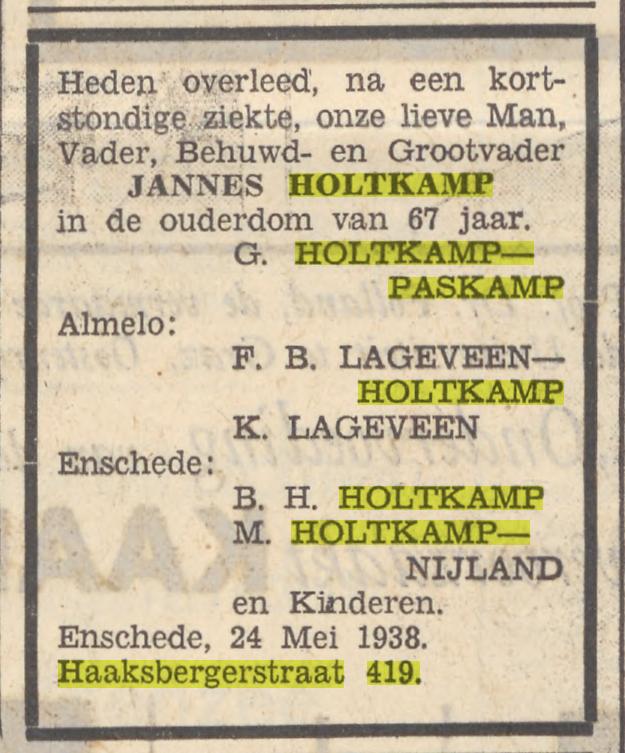 Heden overleed, na een kort-
stondige ziekte, onze lieve Man,
Vader, Behuwd- en Grootvader
JANNES HOLTKAMP
in de ouderdom van 67 jaar.
G. HOLTKAMP—
PASKAMP
Almelo:
F. B. LAGEVEEN—
HOLTKAMP
K. LAGEVEEN
Enschede:
B. H. HOLTKAMP
M. HOLTKAMP—
NIJLAND
en Kinderen.
Enschede, 24 Mei 1938.
Haaksbergerstraat 419.